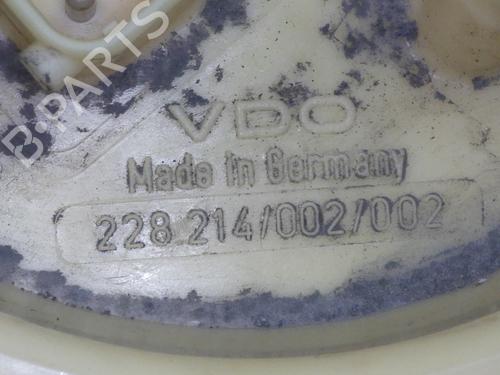 B-PARTS
VDO
Made in Germany
228 214/002/002